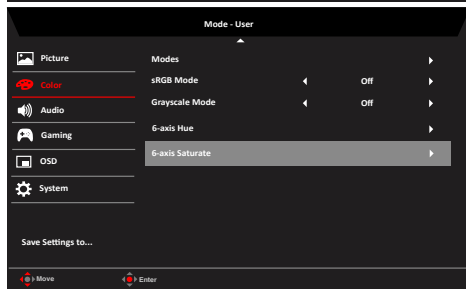 Mode - User
Picture
Color
Audio
Gaming
OSD
System
Save Settings to...
Modes
sRGB Mode Off
Grayscale Mode Off
6-axis Hue
6-axis Saturate
Move Enter